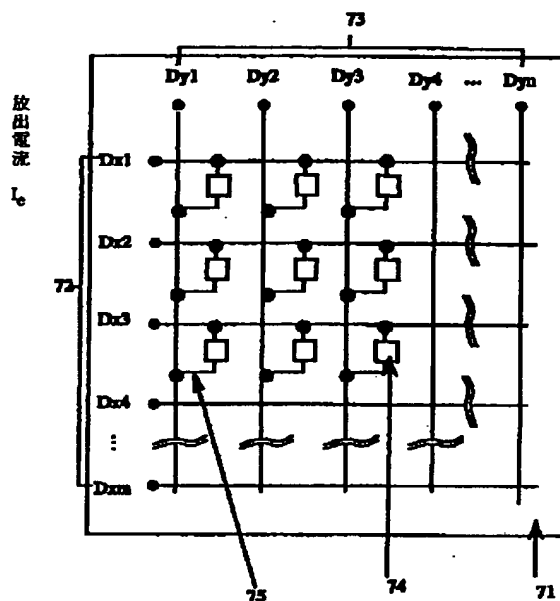 73
Dy1 Dy2 Dy3 Dy4 ... Dyn
放出電流 Ie
Dx1
Dx2
72
Dx3
Dx4
...
Dxm
75 74 71